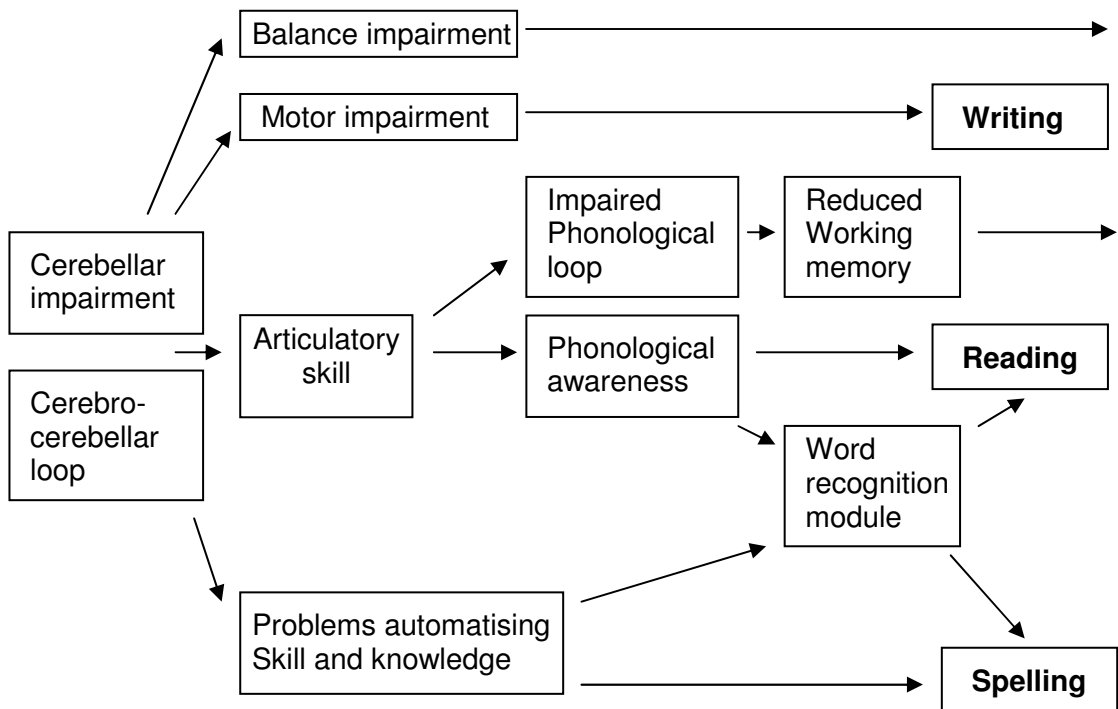 Balance impairment
Motor impairment
Writing
Impaired
Phonological
loop
Reduced
Working
memory
Cerebellar
impairment
Articulatory
skill
Phonological
awareness
Reading
Cerebro-
cerebellar
loop
Word
recognition
module
Problems automatising
Skill and knowledge
Spelling